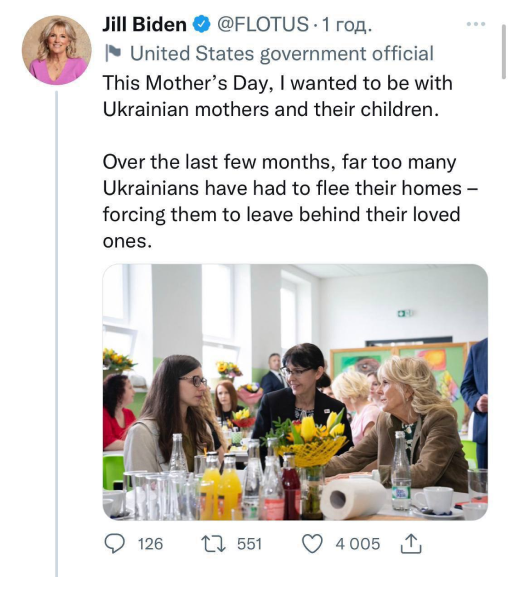 Jill Biden @FLOTUS · 1 год.
United States government official
This Mother's Day, I wanted to be with
Ukrainian mothers and their children.
Over the last few months, far too many
Ukrainians have had to flee their homes –
forcing them to leave behind their loved
ones.
126 551 4 005